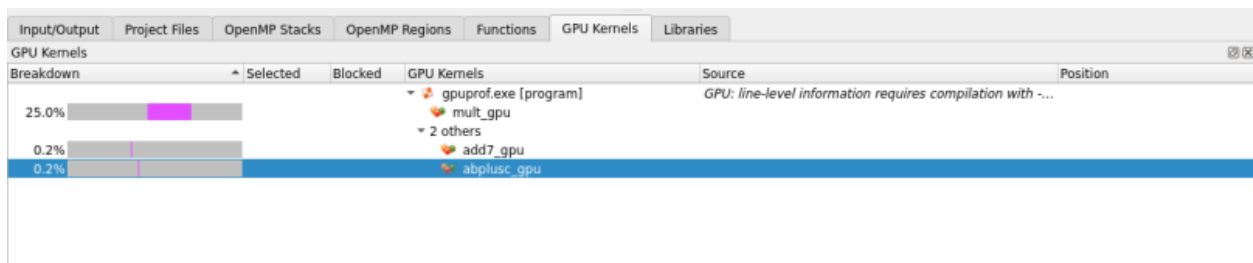 Input/Output Project Files OpenMP Stacks OpenMP Regions Functions GPU Kernels Libraries
GPU Kernels
Breakdown Selected Blocked GPU Kernels Source Position
gpuprof.exe [program] GPU: line-level information requires compilation with -...
25.0% mult_gpu
2 others
0.2% add7_gpu
0.2% abplusc_gpu